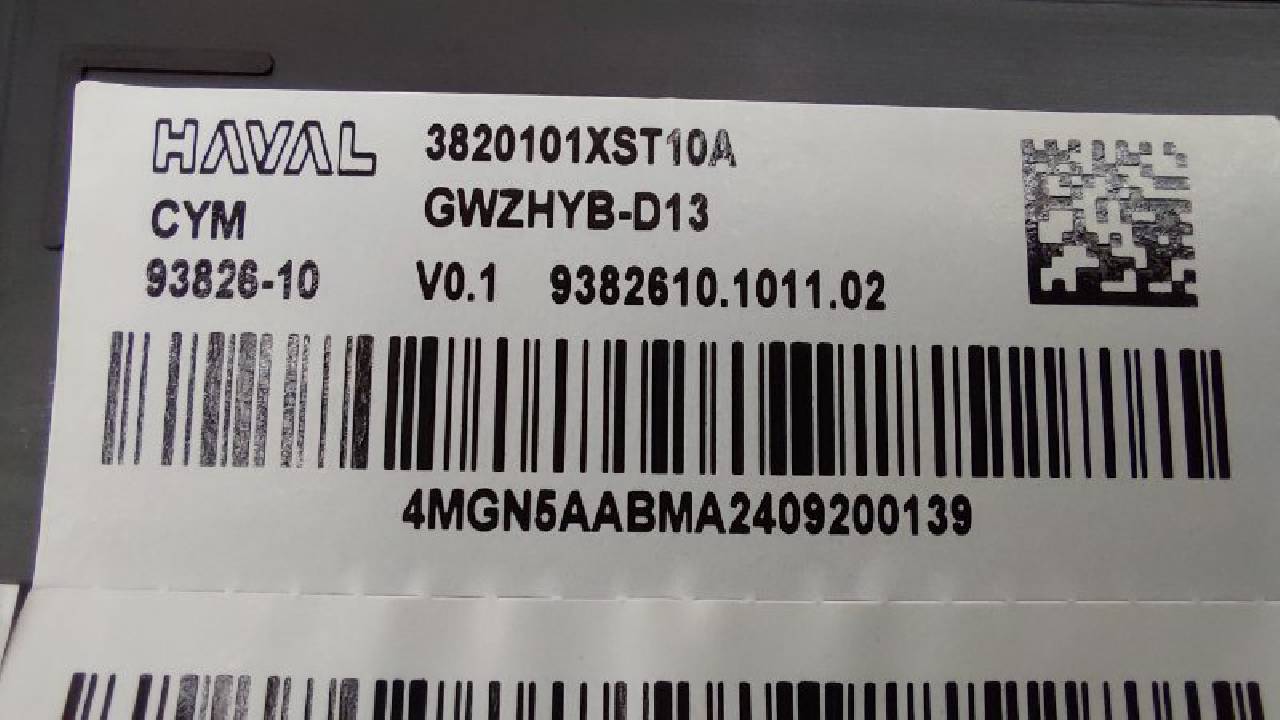 HAVAL 3820101XST10A
CYM GWZHYB-D13
93826-10 V0.1 9382610.1011.02
4MGN5AABMA2409200139